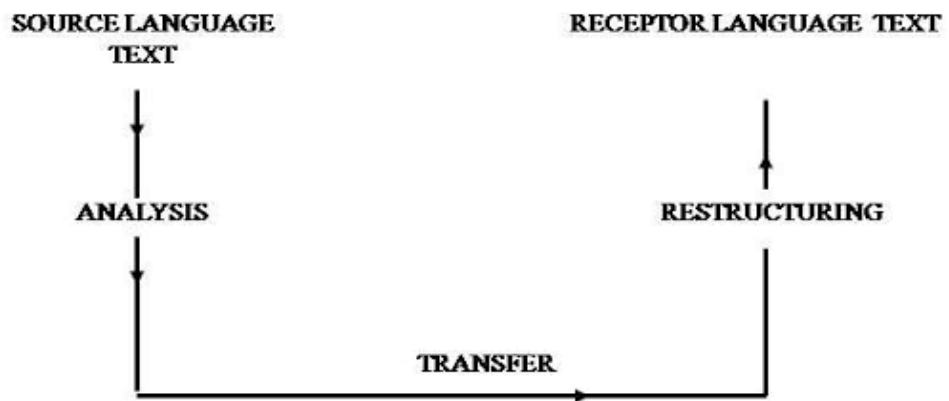 SOURCE LANGUAGE
TEXT
RECEPTOR LANGUAGE TEXT
ANALYSIS
RESTRUCTURING
TRANSFER